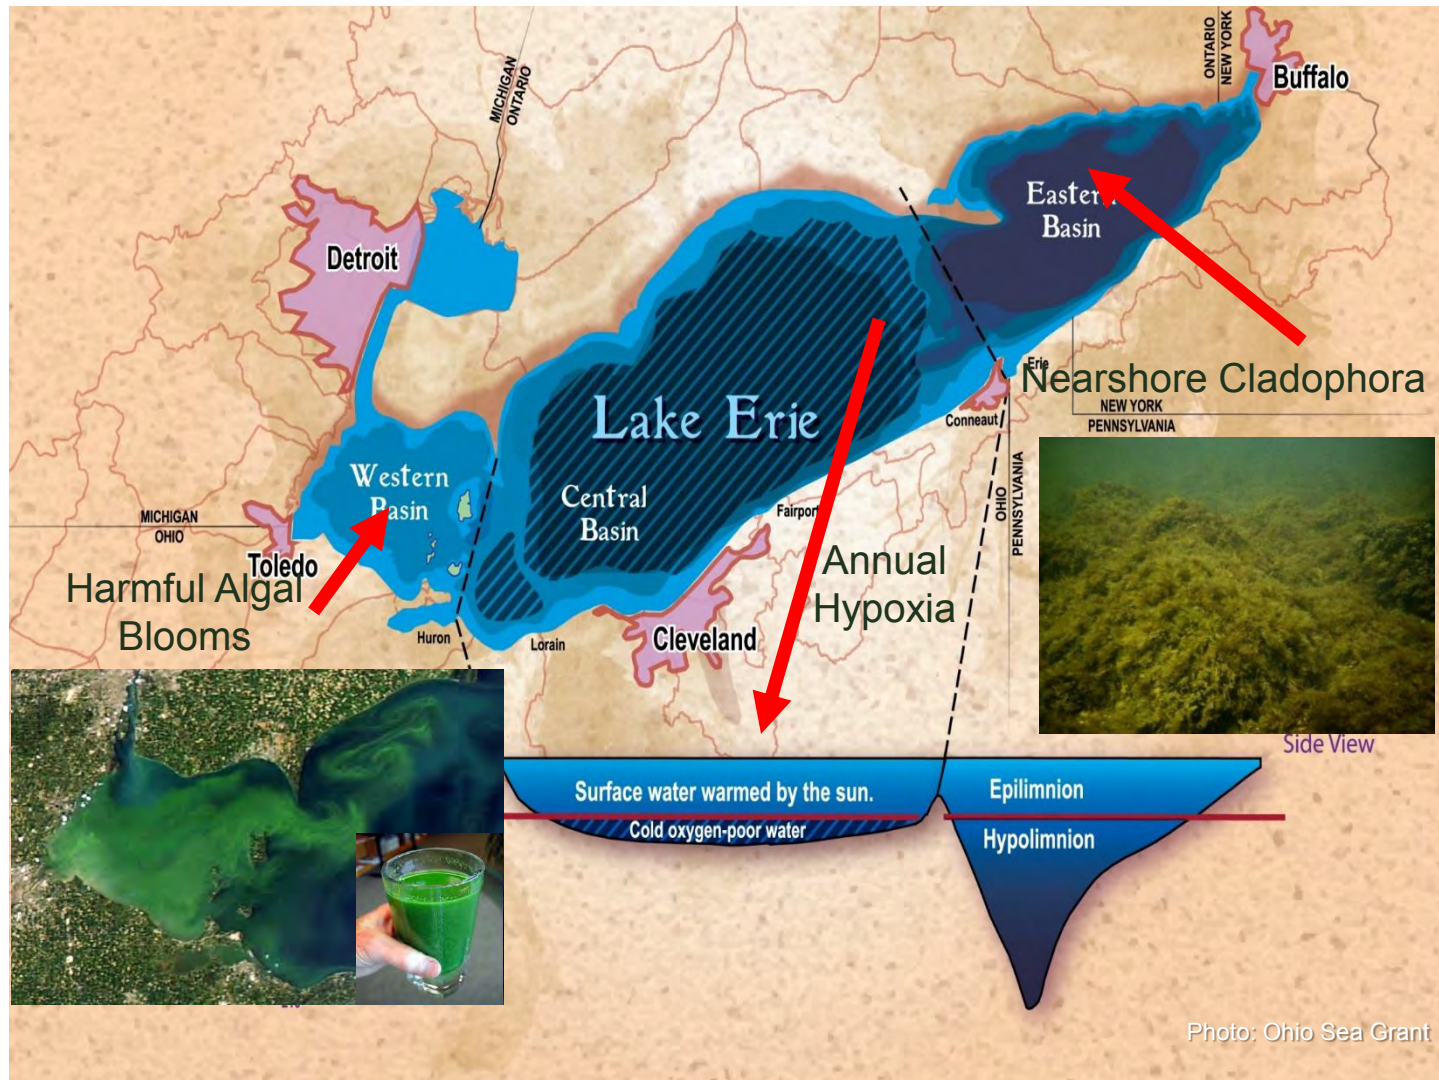 MICHIGAN
ONTARIO
ONTARIO
NEW YORK
Buffalo
Detroit
Eastern
Basin
Lake Erie
Erie
Nearshore Cladophora
NEW YORK
PENNSYLVANIA
Conneaut
Western
Basin
Central
Basin
MICHIGAN
OHIO
Fairport
OHIO
PENNSYLVANIA
Toledo
Harmful Algal
Blooms
Annual
Hypoxia
Huron
Lorain
Cleveland
Side View
Surface water warmed by the sun.
Cold oxygen-poor water
Epilimnion
Hypolimnion
Photo: Ohio Sea Grant